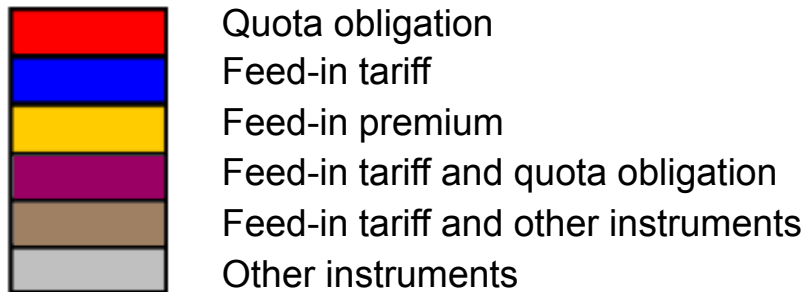 Quota obligation
Feed-in tariff
Feed-in premium
Feed-in tariff and quota obligation
Feed-in tariff and other instruments
Other instruments